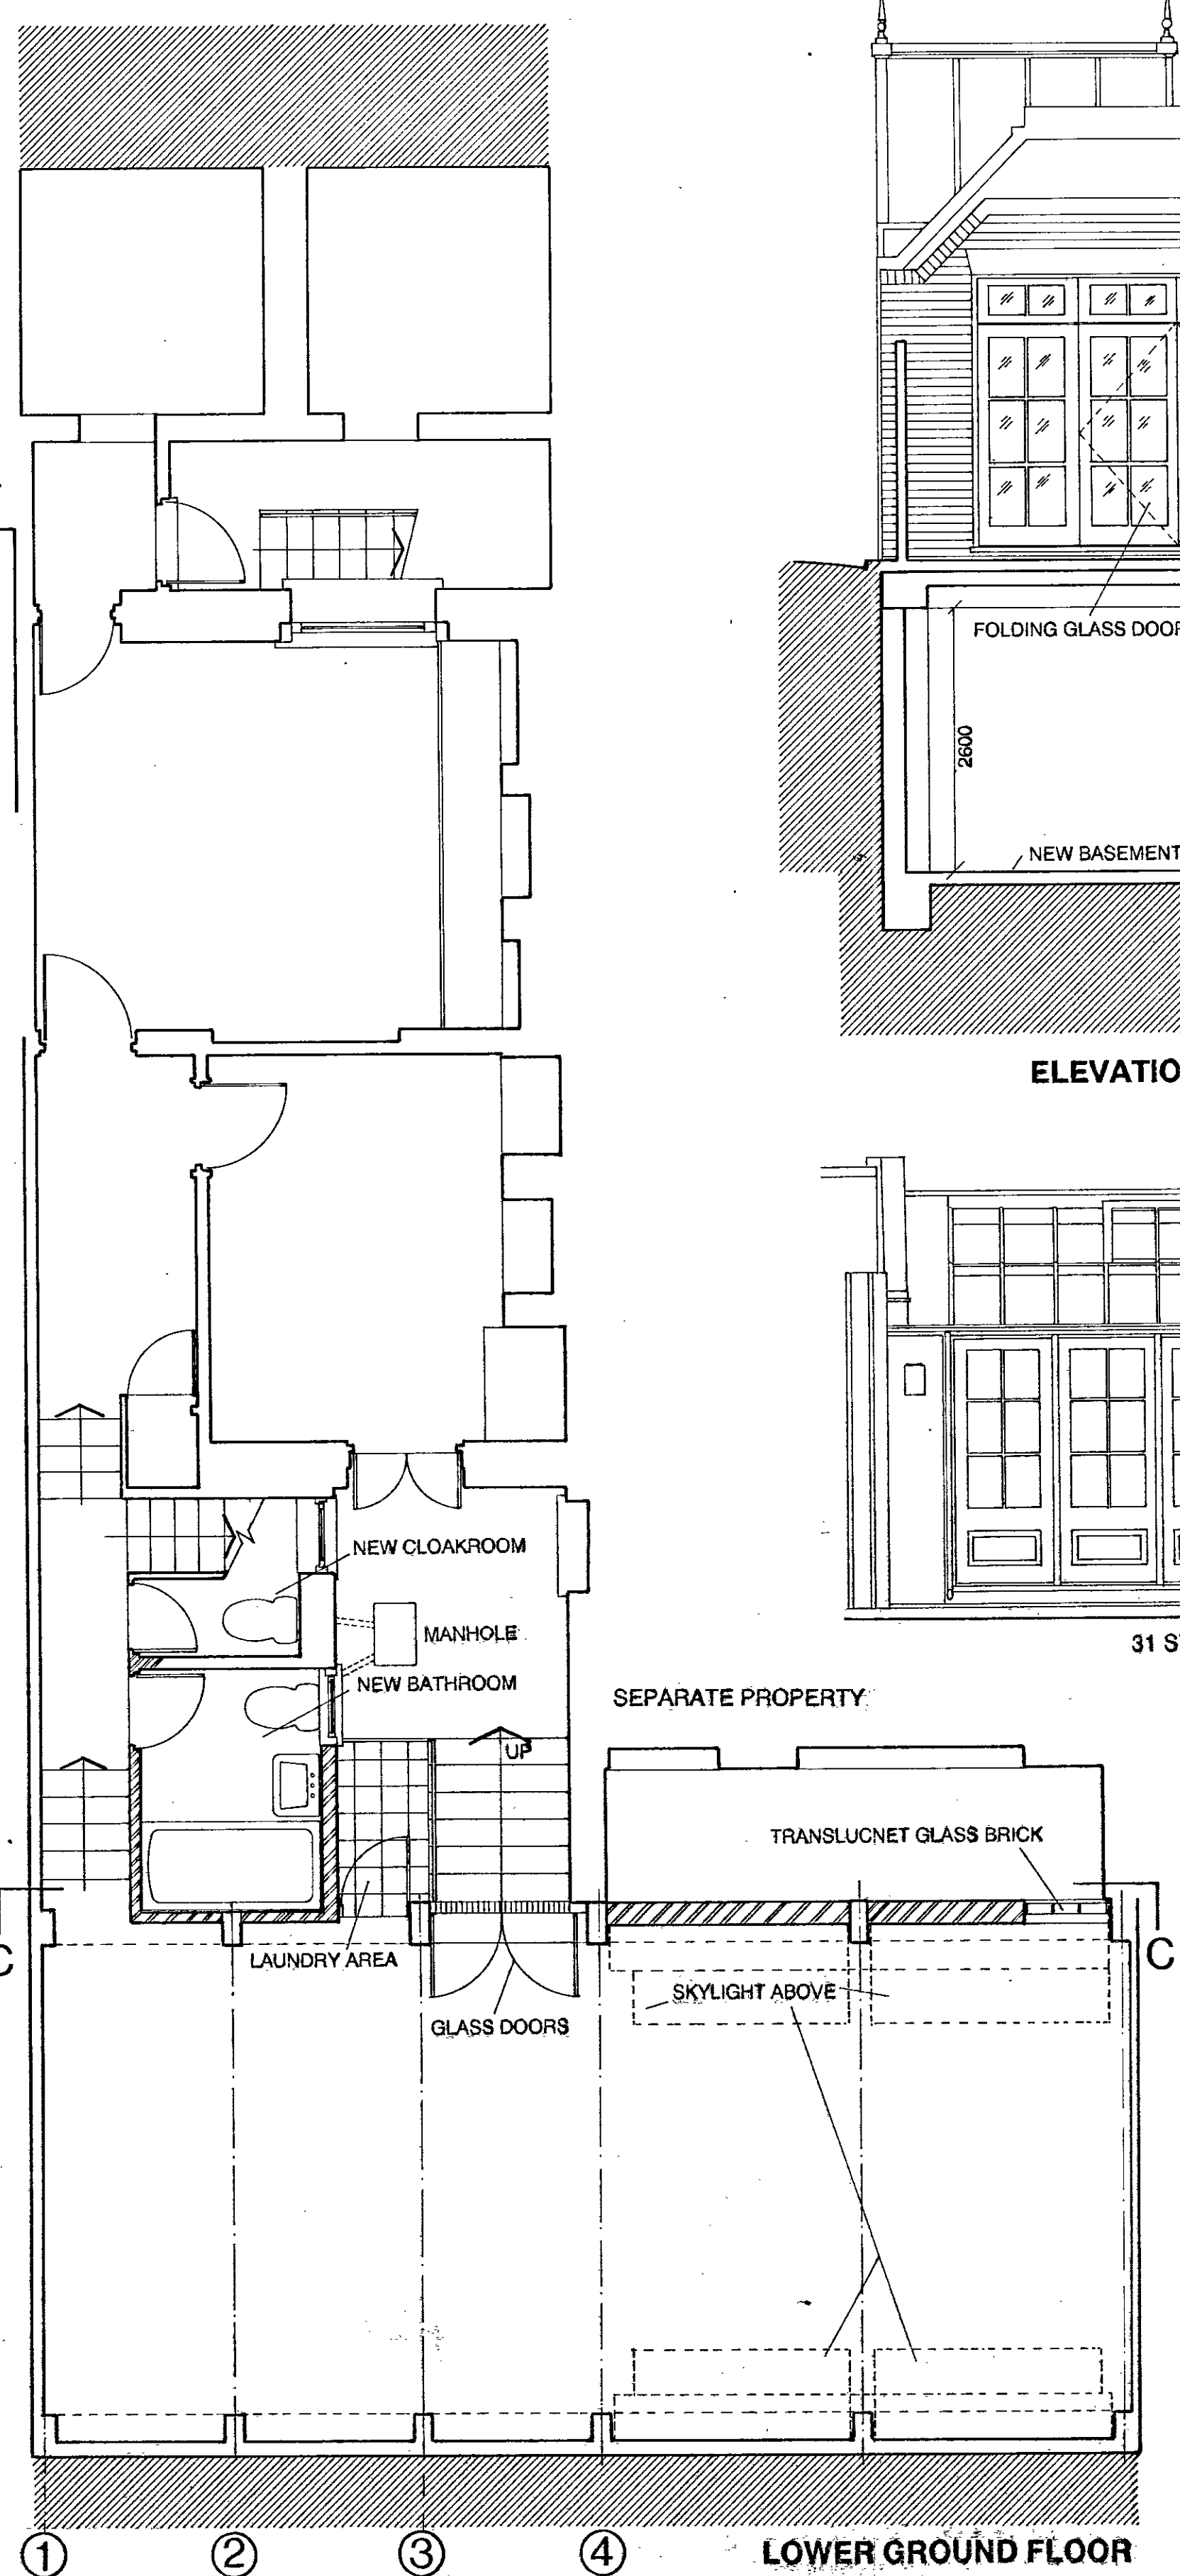 FOLDING GLASS DOOR
2600
NEW BASEMENT
ELEVATIO
NEW CLOAKROOM
MANHOLE
31 S
NEW BATHROOM
SEPARATE PROPERTY
UP
TRANSLUCNET GLASS BRICK
C
C
LAUNDRY AREA
SKYLIGHT ABOVE
GLASS DOORS
1
2
3
4
LOWER GROUND FLOOR